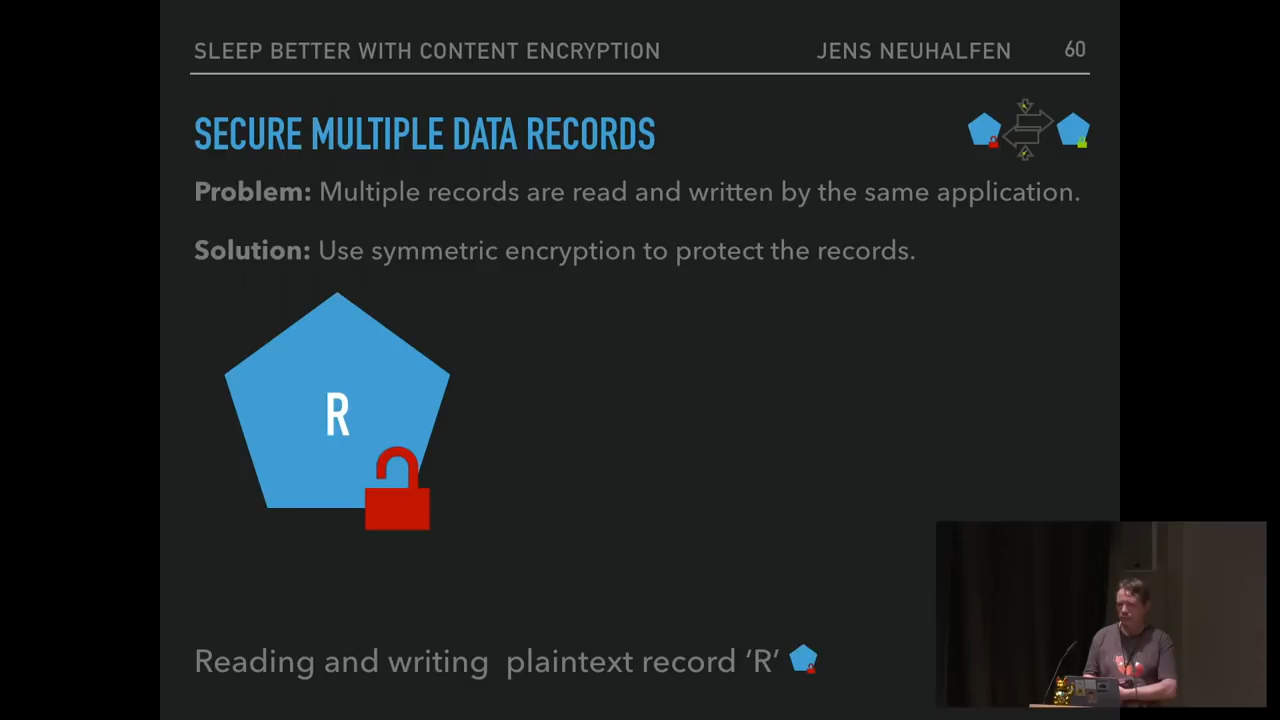 SLEEP BETTER WITH CONTENT ENCRYPTION JENS NEUHALFEN 60
SECURE MULTIPLE DATA RECORDS
Problem: Multiple records are read and written by the same application.
Solution: Use symmetric encryption to protect the records.
R
Reading and writing plaintext record ‘R’